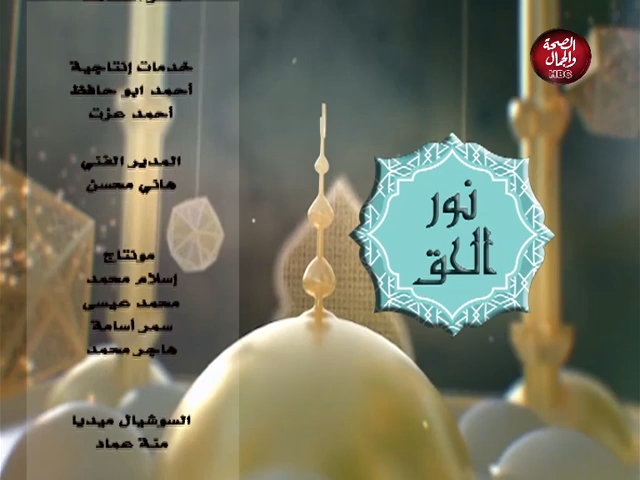 الصحة
والجمال
HBC
خدمات إنتاجية
أحمد ابو حافظ
أحمد عزت
المدير الفني
هاني محسن
مونتاج
إسلام محمد
محمد عيسى
سمر أسامة
هاجر محمد
السوشيال ميديا
منة عماد
نور
الحق